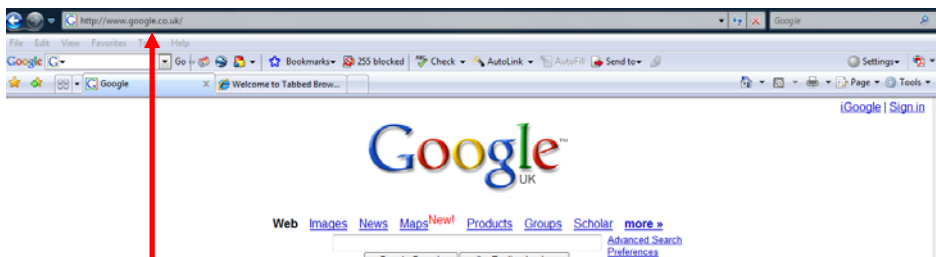 http://www.google.co.uk/ Google
File Edit View Favorites Help
Google G Go Bookmarks 255 blocked Check AutoLink AutoFill Send to Settings
Google x Welcome to Tabbed Brow... Page Tools
iGoogle | Sign in
Google™
UK
Web Images News Maps New! Products Groups Scholar more »
Advanced Search
Preferences